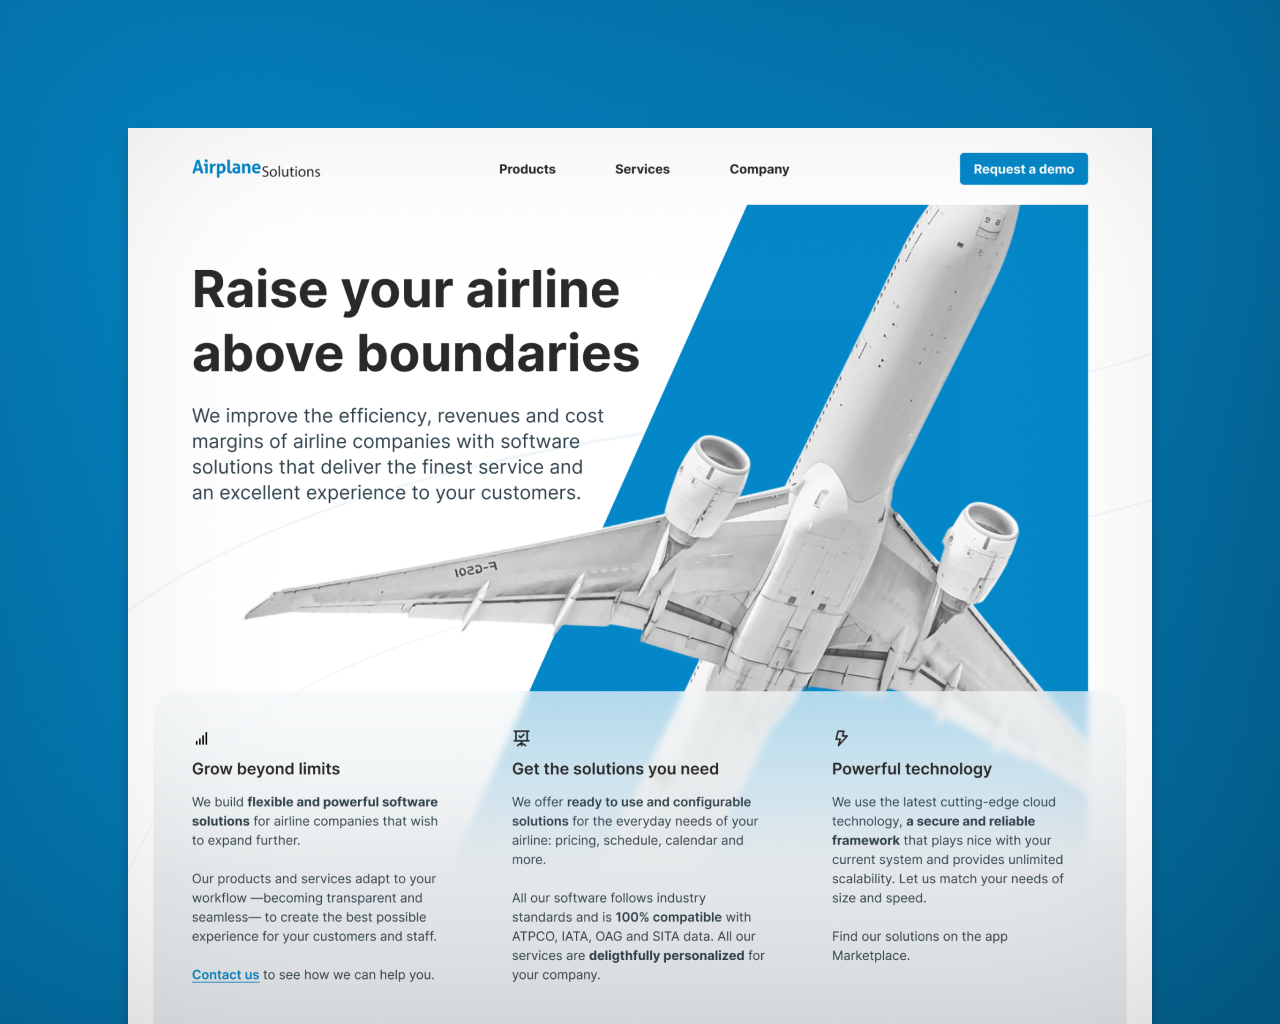 AirplaneSolutions
Products
Services
Company
Request a demo
Raise your airline
above boundaries
We improve the efficiency, revenues and cost
margins of airline companies with software
solutions that deliver the finest service and
an excellent experience to your customers.
F-GSQI
Grow beyond limits
We build flexible and powerful software
solutions for airline companies that wish
to expand further.
Our products and services adapt to your
workflow —becoming transparent and
seamless— to create the best possible
experience for your customers and staff.
Contact us to see how we can help you.
Get the solutions you need
We offer ready to use and configurable
solutions for the everyday needs of your
airline: pricing, schedule, calendar and
more.
All our software follows industry
standards and is 100% compatible with
ATPCO, IATA, OAG and SITA data. All our
services are deligthfully personalized for
your company.
Powerful technology
We use the latest cutting-edge cloud
technology, a secure and reliable
framework that plays nice with your
current system and provides unlimited
scalability. Let us match your needs of
size and speed.
Find our solutions on the app
Marketplace.